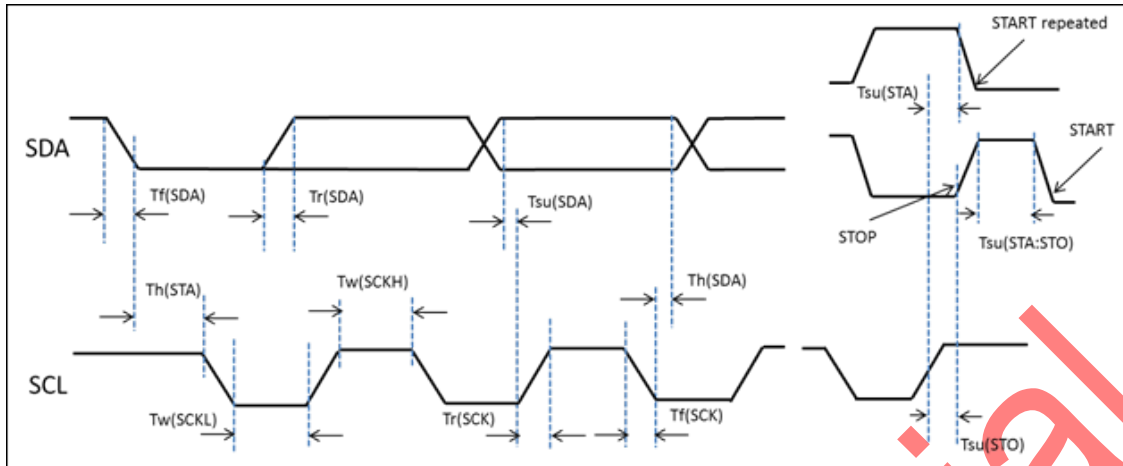 START repeated
Tsu(STA)
START
SDA
Tf(SDA)
Tr(SDA)
Tsu(SDA)
STOP
Tsu(STA:STO)
Th(STA)
Tw(SCKH)
Th(SDA)
SCL
Tw(SCKL)
Tr(SCK)
Tf(SCK)
Tsu(STO)
ial